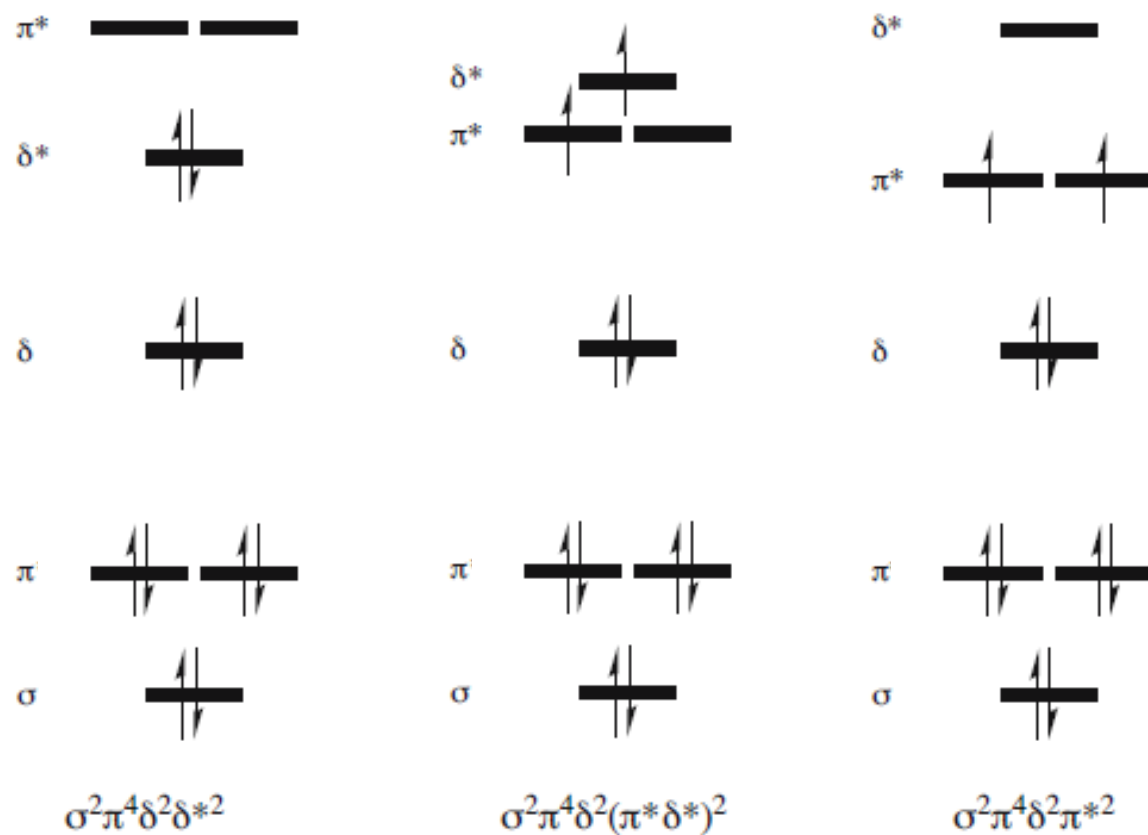 π*
δ*
δ
π
σ
σ²π⁴δ²δ*²
δ*
π*
δ
π
σ
σ²π⁴δ²(π*δ*)²
δ*
π*
δ
π
σ
σ²π⁴δ²π*²